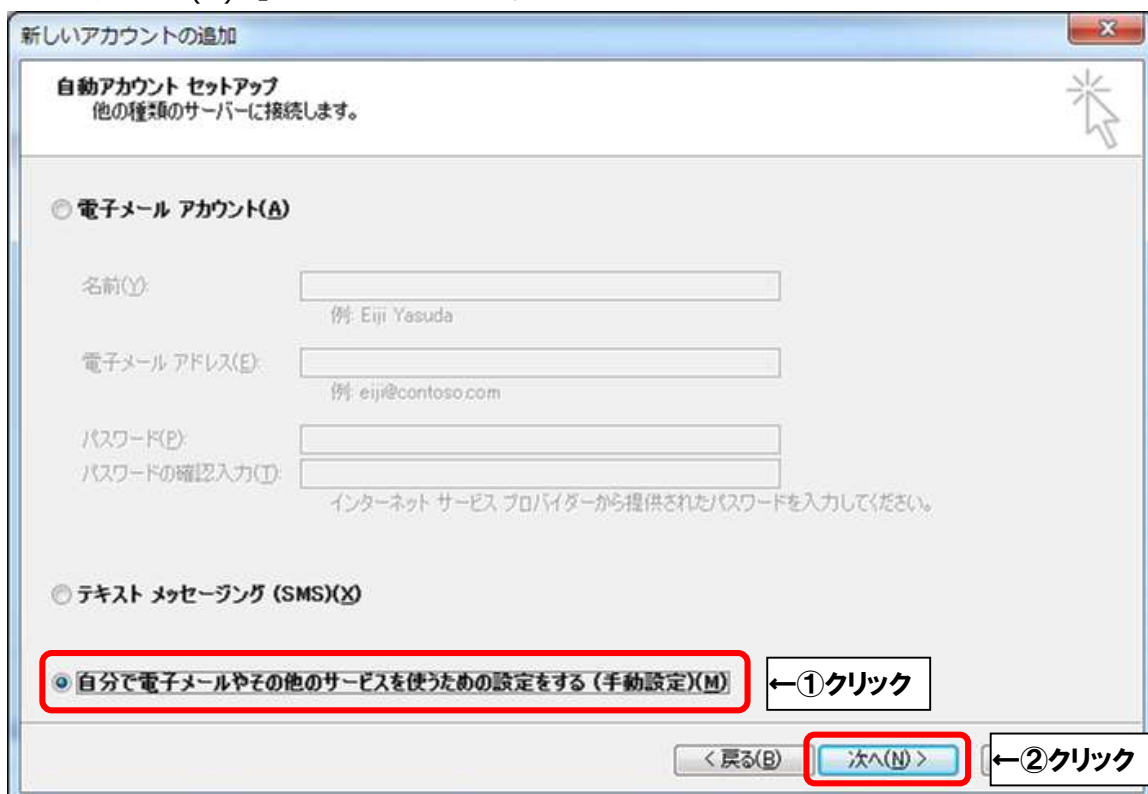 新しいアカウントの追加
自動アカウント セットアップ
他の種類のサーバーに接続します。
電子メール アカウント(A)
名前(Y):
例: Eiji Yasuda
電子メール アドレス(E):
例: eiji@contoso.com
パスワード(P):
パスワードの確認入力(T):
インターネット サービス プロバイダーから提供されたパスワードを入力してください。
テキスト メッセージング (SMS)(X)
自分で電子メールやその他のサービスを使うための設定をする (手動設定)(M)
←①クリック
< 戻る(B)
次へ(N) >
←②クリック